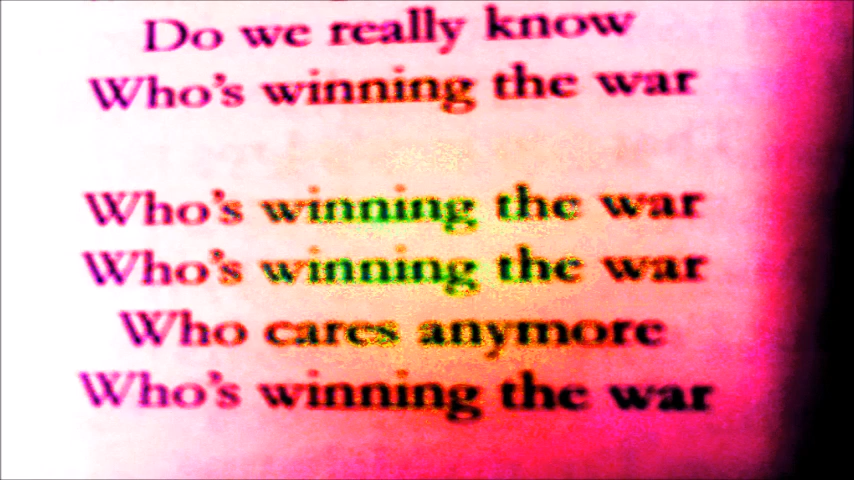 Do we really know
Who's winning the war
Who's winning the war
Who's winning the war
Who cares anymore
Who's winning the war